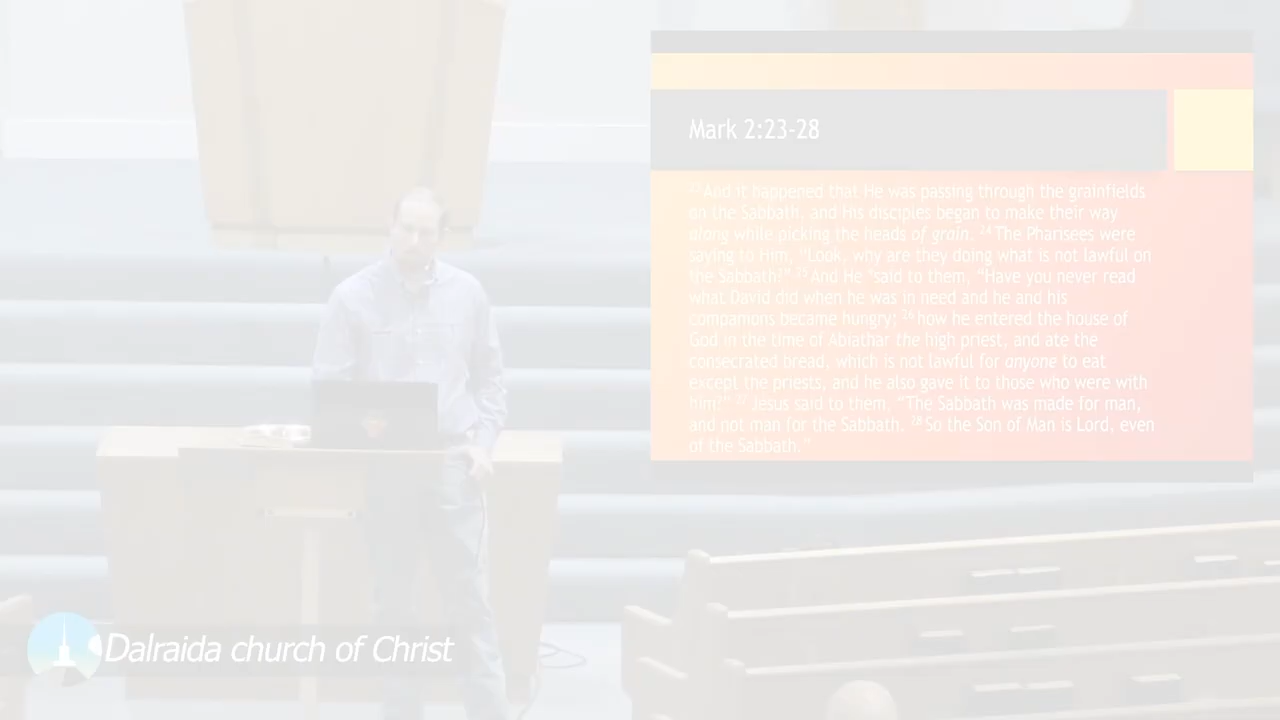 Mark 2:23-28
23 And it happened that He was passing through the grainfields
on the Sabbath, and His disciples began to make their way
along while picking the heads of grain. 24 The Pharisees were
saying to Him, “Look, why are they doing what is not lawful on
the Sabbath?” 25 And He *said to them, “Have you never read
what David did when he was in need and he and his
companions became hungry; 26 how he entered the house of
God in the time of Abiathar the high priest, and ate the
consecrated bread, which is not lawful for anyone to eat
except the priests, and he also gave it to those who were with
him?” 27 Jesus said to them, “The Sabbath was made for man,
and not man for the Sabbath. 28 So the Son of Man is Lord, even
of the Sabbath.”
Dalraida church of Christ